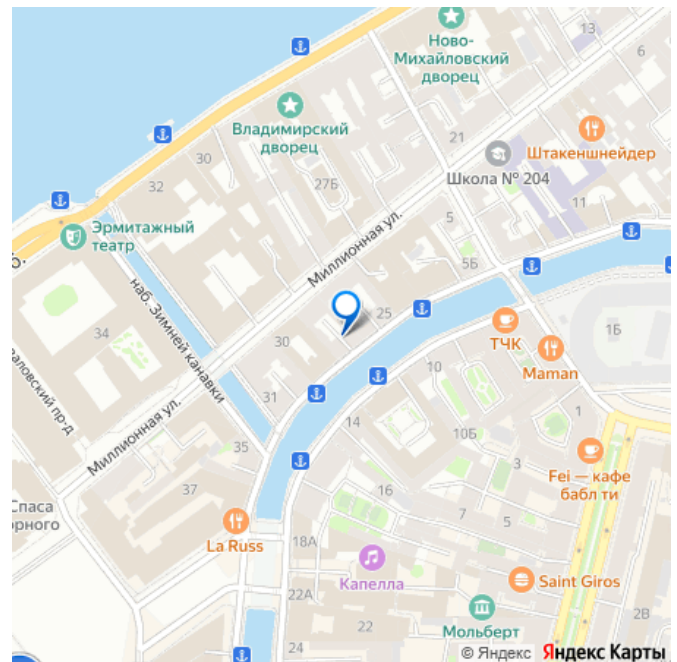 Ново-
Михайловский
дворец
Владимирский
дворец
21
Штакеншнейдер
30
Школа № 204
32
27Б
11
5
Эрмитажный
театр
Миллионная ул.
5Б
наб. Зимней канавки
25
34
30
ТЧК
1Б
Maman
10
31
Миллионная ул.
14
10Б
1
35
3
Fei — кафе
бабл ти
37
16
7
5
La Russ
18А
Капелла
Saint Giros
22А
Мольберт
2В
24
22
© Яндекс Яндекс Карты